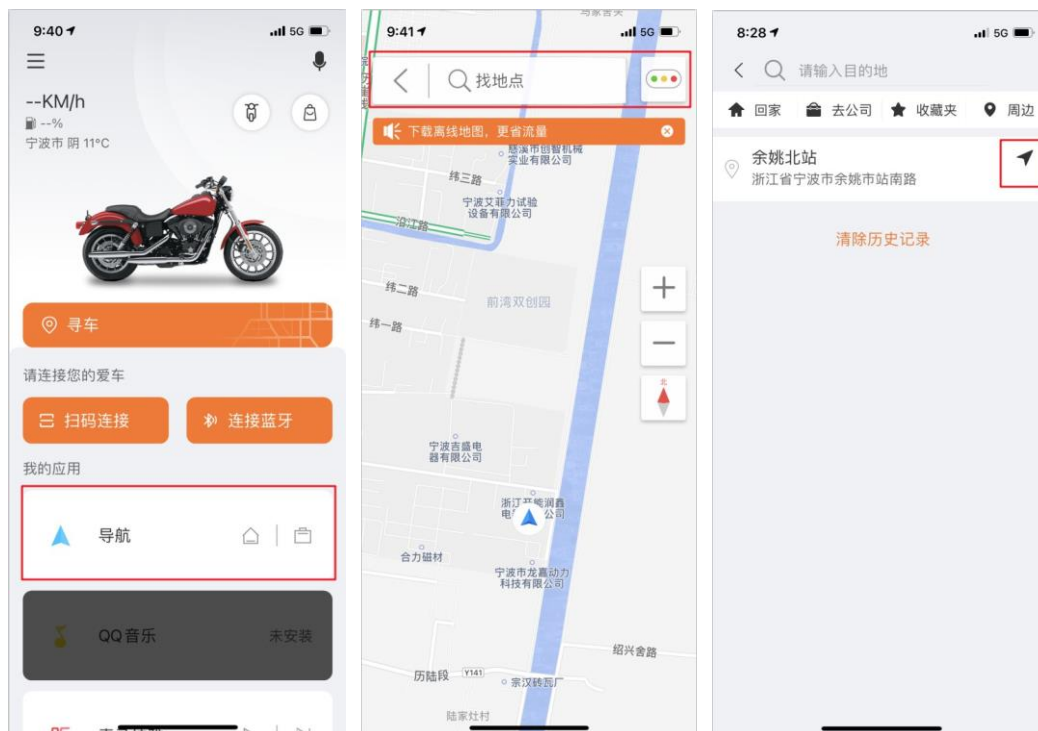 9:40
5G
--KM/h
--%
宁波市 阴 11°C
寻车
请连接您的爱车
扫码连接
连接蓝牙
我的应用
导航
QQ音乐
未安装
9:41
5G
找地点
下载离线地图，更省流量
慈溪市创智机械
实业有限公司
纬三路
宁波艾菲力试验
设备有限公司
沿江路
纬二路
前湾双创园
纬一路
北
宁波吉盛电
器有限公司
合力磁材
宁波市龙嘉动力
科技有限公司
绍兴舍路
历陆段
Y141
宗汉砖瓦厂
陆家灶村
8:28
5G
请输入目的地
回家
去公司
收藏夹
周边
余姚北站
浙江省宁波市余姚市站南路
清除历史记录